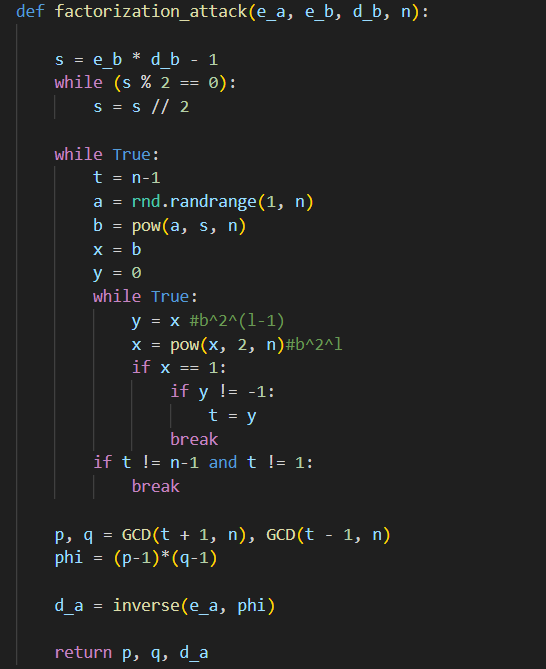 def factorization_attack(e_a, e_b, d_b, n):
s = e_b * d_b - 1
while (s % 2 == 0):
s = s // 2
while True:
t = n-1
a = rnd.randrange(1, n)
b = pow(a, s, n)
x = b
y = 0
while True:
y = x #b^2^(l-1)
x = pow(x, 2, n)#b^2^l
if x == 1:
if y != -1:
t = y
break
if t != n-1 and t != 1:
break
p, q = GCD(t + 1, n), GCD(t - 1, n)
phi = (p-1)*(q-1)
d_a = inverse(e_a, phi)
return p, q, d_a